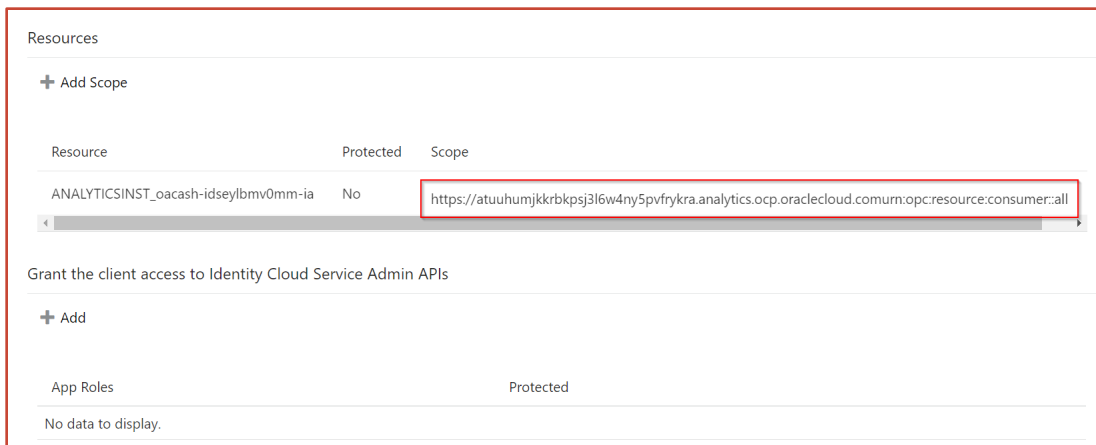 Resources
Add Scope
Resource Protected Scope
ANALYTICSINST_oacash-idseylbmv0mm-ia No https://atuuhumjkkrbkpsj3l6w4ny5pvfrykra.analytics.ocp.oraclecloud.comurn:opc:resource:consumer::all
Grant the client access to Identity Cloud Service Admin APIs
Add
App Roles Protected
No data to display.